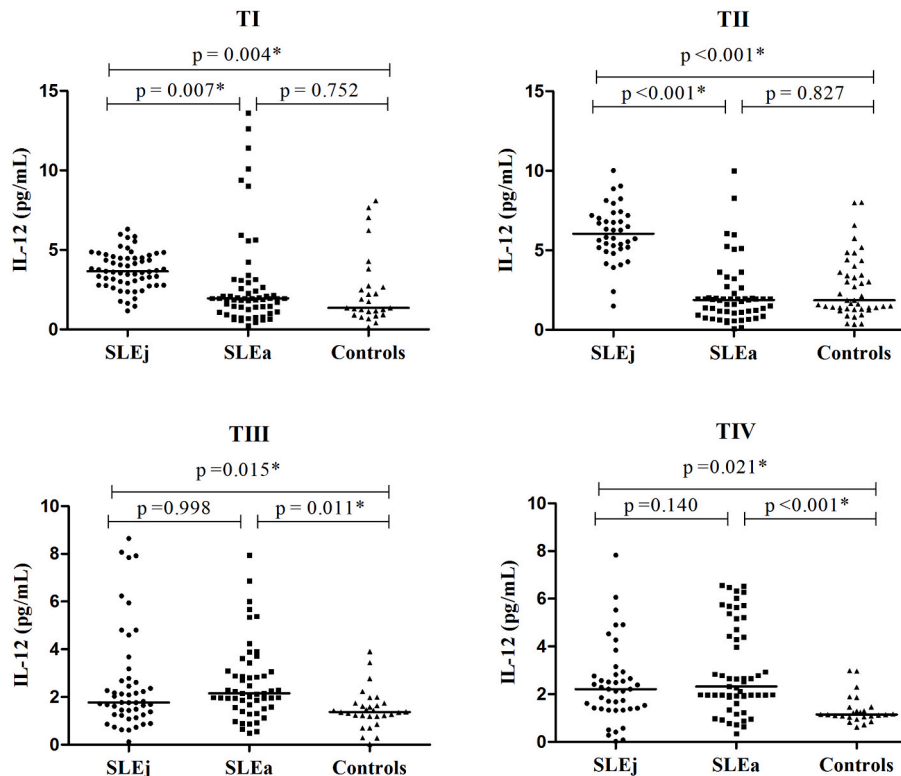 TI
p = 0.004*
p = 0.007*
p = 0.752
15
10
5
0
IL-12 (pg/mL)
SLEj
SLEa
Controls
TII
p <0.001*
p <0.001*
p = 0.827
15
10
5
0
IL-12 (pg/mL)
SLEj
SLEa
Controls
TIII
p =0.015*
p =0.998
p = 0.011*
10
8
6
4
2
0
IL-12 (pg/mL)
SLEj
SLEa
Controls
TIV
p =0.021*
p =0.140
p <0.001*
10
8
6
4
2
0
IL-12 (pg/mL)
SLEj
SLEa
Controls